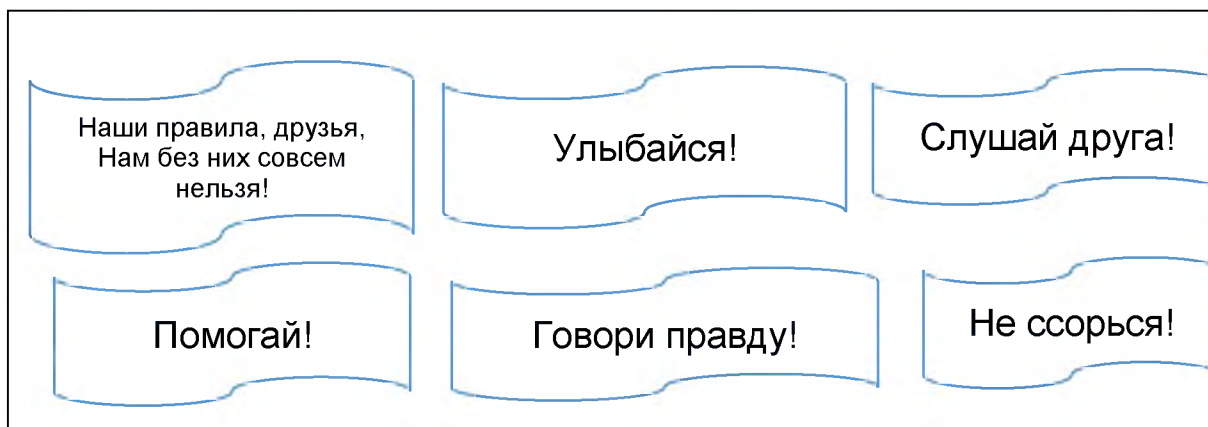 Наши правила, друзья,
Нам без них совсем
нельзя!
Улыбайся!
Слушай друга!
Помогай!
Говори правду!
Не ссорься!